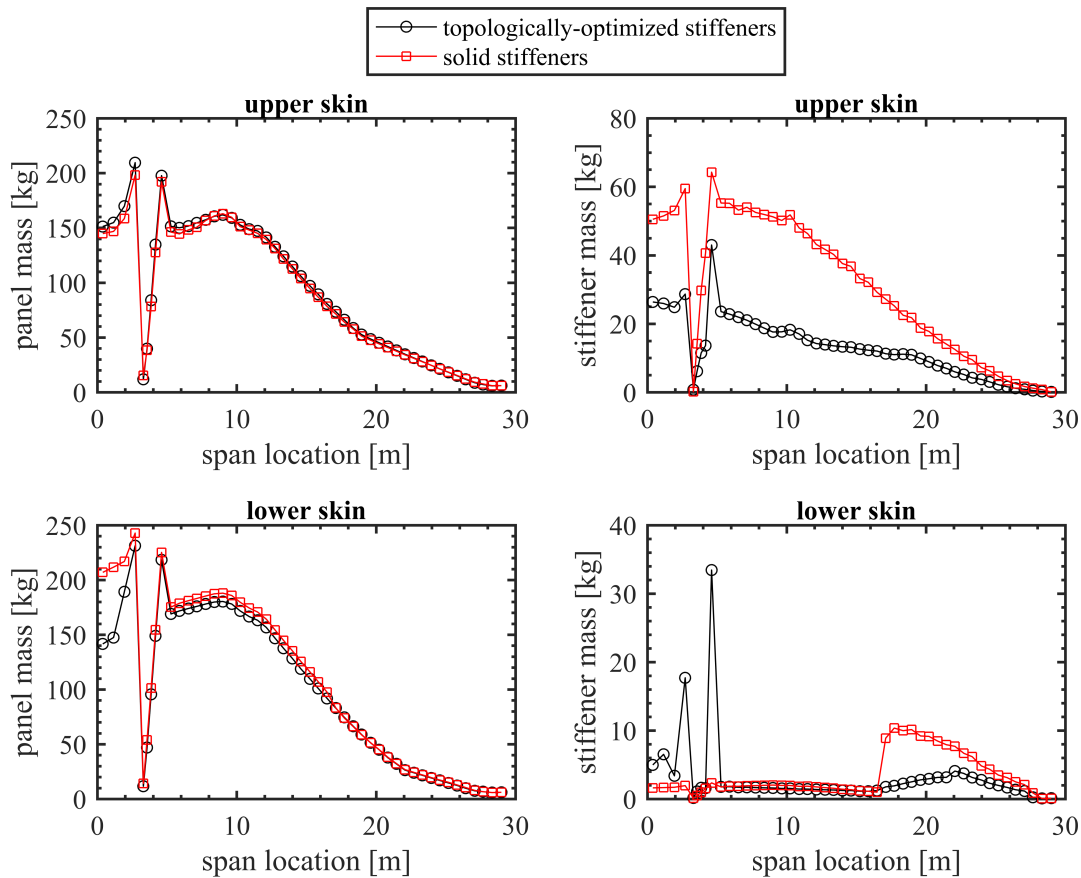 topologically-optimized stiffeners
solid stiffeners
upper skin
250
200
150
100
50
0
panel mass [kg]
0 10 20 30
span location [m]
upper skin
80
60
40
20
0
stiffener mass [kg]
0 10 20 30
span location [m]
lower skin
250
200
150
100
50
0
panel mass [kg]
0 10 20 30
span location [m]
lower skin
40
30
20
10
0
stiffener mass [kg]
0 10 20 30
span location [m]